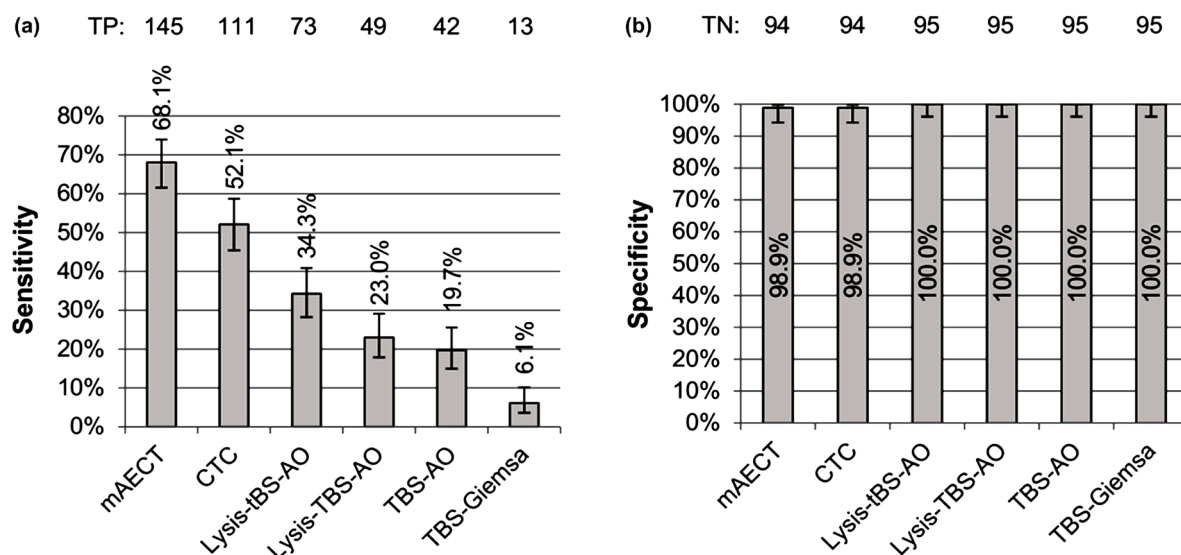 (a) TP: 145 111 73 49 42 13
68.1%
52.1%
34.3%
23.0%
19.7%
6.1%
80%
70%
60%
50%
40%
30%
20%
10%
0%
Sensitivity
mAECT
CTC
Lysis-tBS-AO
Lysis-TBS-AO
TBS-AO
TBS-Giemsa
(b) TN: 94 94 95 95 95 95
100%
90%
80%
70%
60%
50%
40%
30%
20%
10%
0%
Specificity
98.9%
98.9%
100.0%
100.0%
100.0%
100.0%
mAECT
CTC
Lysis-tBS-AO
Lysis-TBS-AO
TBS-AO
TBS-Giemsa